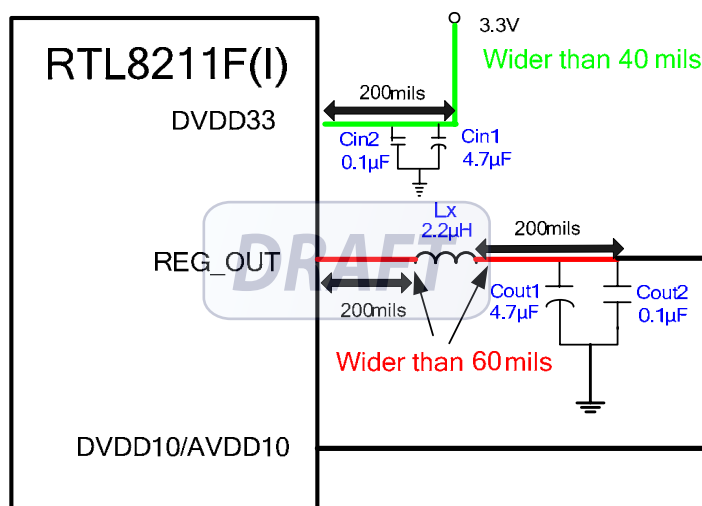 3.3V
RTL8211F(I)
Wider than 40 mils
200mils
DVDD33
Cin2
0.1µF
Cin1
4.7µF
DRAFT
Lx
2.2µH
200mils
REG_OUT
200mils
Cout1
4.7µF
Cout2
0.1µF
Wider than 60 mils
DVDD10/AVDD10